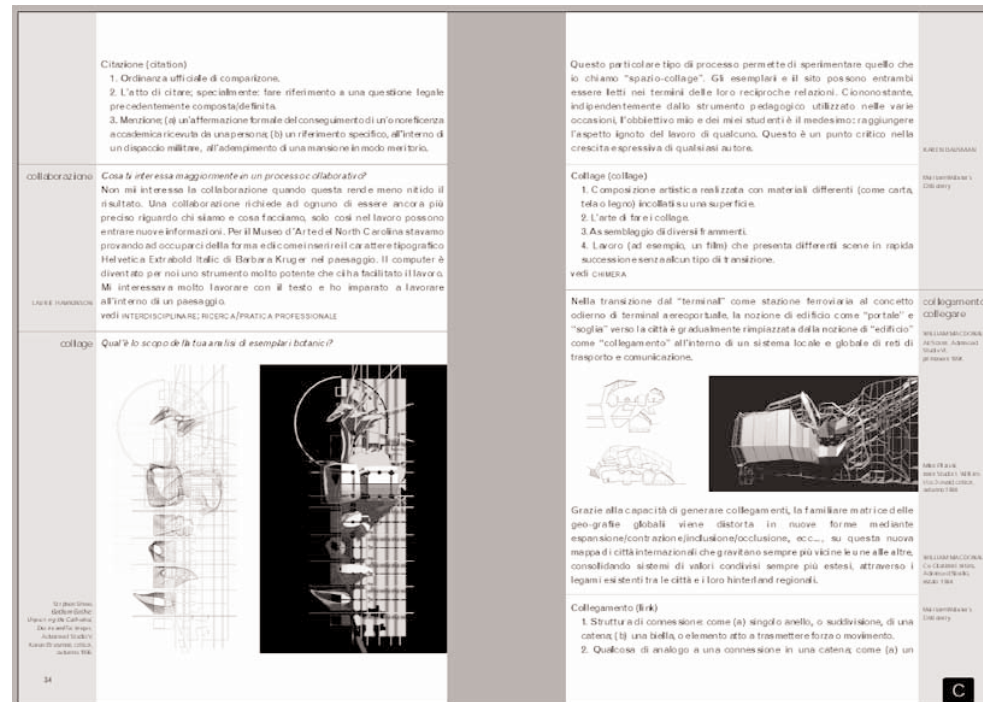 Citazione (citation)
1. Ordinanza ufficiale di comparizone.
2. L'atto di citare; specialmente: fare riferimento a una questione legale
precedentemente composta/definita.
3. Menzione; (a) un'affermazione formale del conseguimento di un'onoreficenza
accademica ricevuta da una persona; (b) un riferimento specifico, all'interno di
un dispaccio militare, all'adempimento di una mansione in modo meritorio.
collaborazione
Cosa ti interessa maggiormente in un processo collaborativo?
Non mi interessa la collaborazione quando questa rende meno nitido il
risultato. Una collaborazione richiede ad ognuno di essere ancora più
preciso riguardo chi siamo e cosa facciamo, solo così nel lavoro possono
entrare nuove informazioni. Per il Museo d'Arte del North Carolina stavamo
provando ad occuparci della forma e di come inserire il carattere tipografico
Helvetica Extrabold Italic di Barbara Kruger nel paesaggio. Il computer è
diventato per noi uno strumento molto potente che ci ha facilitato il lavoro.
Mi interessava molto lavorare con il testo e ho imparato a lavorare
all'interno di un paesaggio.
LAURIE HAWKINSON
vedi INTERDISCIPLINARE; RICERCA/PRATICA PROFESSIONALE
collage
Qual'è lo scopo della tua analisi di esemplari botanici?
34
Questo particolare tipo di processo permette di sperimentare quello che
io chiamo “spazio-collage”. Gli esemplari e il sito possono entrambi
essere letti nei termini delle loro reciproche relazioni. Ciononostante,
indipendentemente dallo strumento pedagogico utilizzato nelle varie
occasioni, l'obbiettivo mio e dei miei studenti è il medesimo: raggiungere
l'aspetto ignoto del lavoro di qualcuno. Questo è un punto critico nella
crescita espressiva di qualsiasi autore.
Collage (collage)
1. Composizione artistica realizzata con materiali differenti (come carta,
tela o legno) incollati su una superficie.
2. L'arte di fare i collage.
3. Assemblaggio di diversi frammenti.
4. Lavoro (ad esempio, un film) che presenta differenti scene in rapida
successione senza alcun tipo di transizione.
vedi CHIMERA
Nella transizione dal “terminal” come stazione ferroviaria al concetto
odierno di terminal aereoportuale, la nozione di edificio come “portale” e
“soglia” verso la città è gradualmente rimpiazzata dalla nozione di “edificio”
come “collegamento” all'interno di un sistema locale e globale di reti di
trasporto e comunicazione.
collegamento
collegare
Grazie alla capacità di generare collegamenti, la familiare matrice delle
geo-grafie globali viene distorta in nuove forme mediante
espansione/contrazione/inclusione/occlusione, ecc..., su questa nuova
mappa di città internazionali che gravitano sempre più vicine le une alle altre,
consolidando sistemi di valori condivisi sempre più estesi, attraverso i
legami esistenti tra le città e i loro hinterland regionali.
Collegamento (link)
1. Struttura di connessione: come (a) singolo anello, o suddivisione, di una
catena; (b) una biella, o elemento atto a trasmettere forza o movimento.
2. Qualcosa di analogo a una connessione in una catena; come (a) un
C